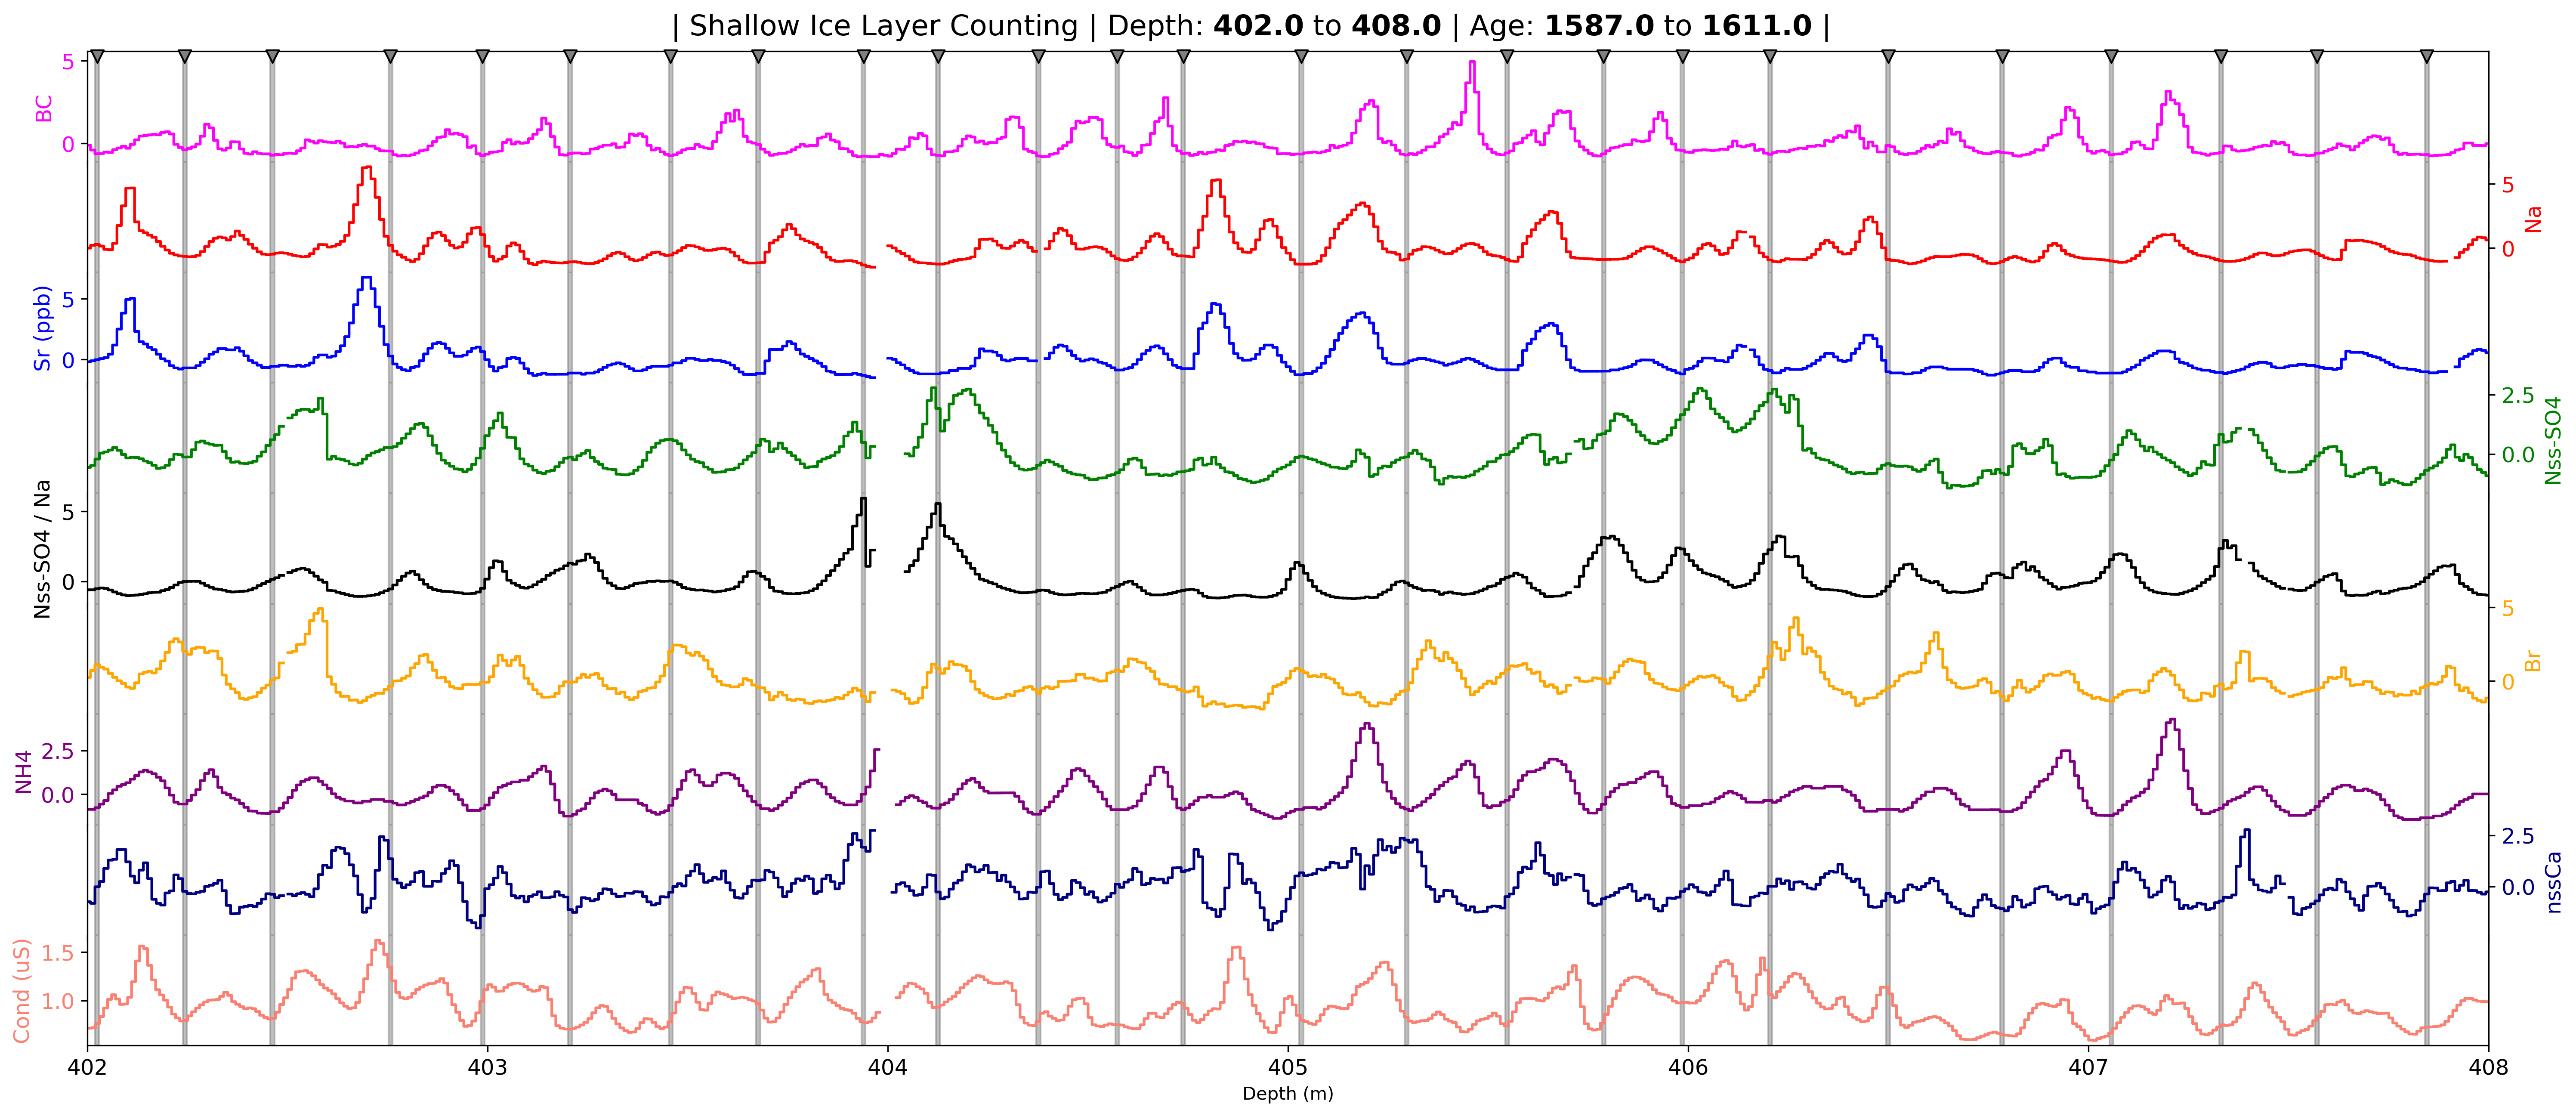 | Shallow Ice Layer Counting | Depth: 402.0 to 408.0 | Age: 1587.0 to 1611.0 |
BC
5
0
Na
5
0
Sr (ppb)
5
0
Nss-SO4
2.5
0.0
Nss-SO4 / Na
5
0
Br
5
0
NH4
2.5
0.0
nssCa
2.5
0.0
Cond (uS)
1.5
1.0
402 403 404 405 406 407 408
Depth (m)